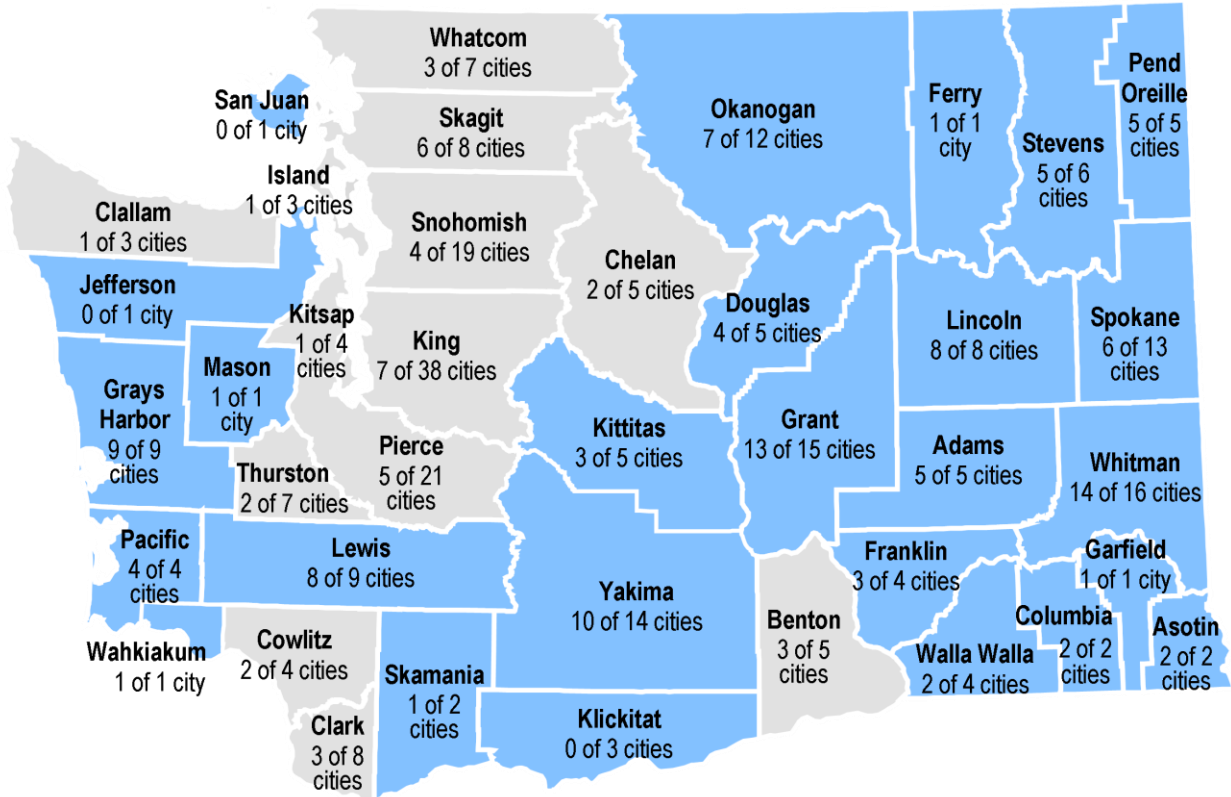 Whatcom
3 of 7 cities
San Juan
0 of 1 city
Skagit
6 of 8 cities
Okanogan
7 of 12 cities
Ferry
1 of 1
city
Stevens
5 of 6
cities
Pend
Oreille
5 of 5
cities
Island
1 of 3 cities
Clallam
1 of 3 cities
Snohomish
4 of 19 cities
Chelan
2 of 5 cities
Jefferson
0 of 1 city
Kitsap
1 of 4
cities
King
7 of 38 cities
Douglas
4 of 5 cities
Lincoln
8 of 8 cities
Spokane
6 of 13
cities
Mason
1 of 1
city
Grays
Harbor
9 of 9
cities
Kittitas
3 of 5 cities
Grant
13 of 15 cities
Adams
5 of 5 cities
Whitman
14 of 16 cities
Thurston
2 of 7 cities
Pierce
5 of 21
cities
Pacific
4 of 4
cities
Lewis
8 of 9 cities
Yakima
10 of 14 cities
Franklin
3 of 4 cities
Garfield
1 of 1 city
Wahkiakum
1 of 1 city
Cowlitz
2 of 4 cities
Skamania
1 of 2
cities
Benton
3 of 5
cities
Walla Walla
2 of 4 cities
Columbia
2 of 2
cities
Asotin
2 of 2
cities
Clark
3 of 8
cities
Klickitat
0 of 3 cities